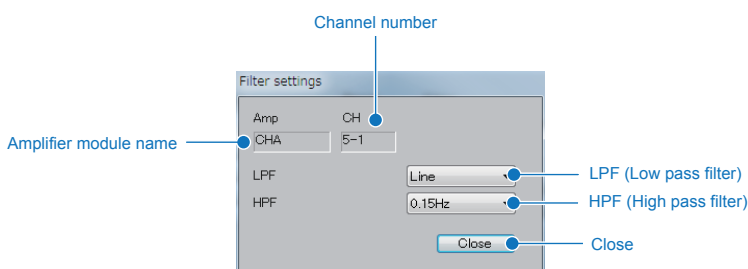 Channel number
Filter settings
Amp CH
Amplifier module name CHA 5-1
LPF Line LPF (Low pass filter)
HPF 0.15Hz HPF (High pass filter)
Close Close